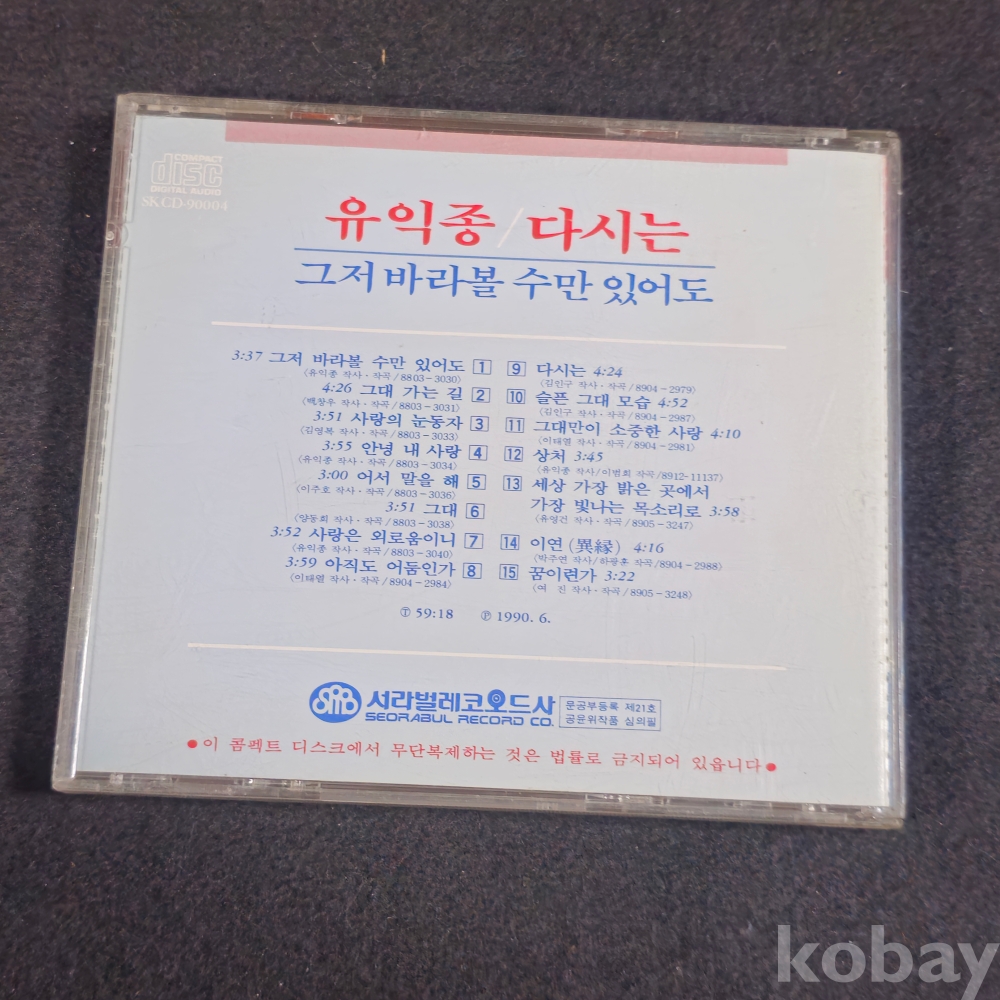 COMPACT
disc
DIGITAL AUDIO
SKCD-90004
유익종/다시는
그저 바라볼 수만 있어도
3:37 그저 바라볼 수만 있어도 1
(유익종 작사·작곡/8803-3030)
4:26 그대 가는 길 2
(백창우 작사·작곡/8803-3031)
3:51 사랑의 눈동자 3
(김영복 작사·작곡/8803-3033)
3:55 안녕 내 사랑 4
(유익종 작사·작곡/8803-3034)
3:00 어서 말을 해 5
(이주호 작사·작곡/8803-3036)
3:51 그대 6
(양동회 작사·작곡/8803-3038)
3:52 사랑은 외로움이니 7
(유익종 작사·작곡/8803-3040)
3:59 아직도 어둠인가 8
(이태열 작사·작곡/8904-2984)
9 다시는 4:24
(김인구 작사·작곡/8904-2979)
10 슬픈 그대 모습 4:52
(김인구 작사·작곡/8904-2987)
11 그대만이 소중한 사랑 4:10
(이태열 작사·작곡/8904-2981)
12 상처 3:45
(유익종 작사/이범희 작곡/8912-11137)
13 세상 가장 밝은 곳에서
가장 빛나는 목소리로 3:58
(유영건 작사·작곡/8905-3247)
14 이연(異縁) 4:16
(박주연 작사/하광훈 작곡/8904-2988)
15 꿈이련가 3:22
(여 진 작사·작곡/8905-3248)
Ⓣ 59:18 Ⓟ 1990. 6.
SRB 서라벌레코오드사
SEORABUL RECORD CO.
문공부등록 제21호
공윤위작품 심의필
● 이 콤펙트 디스크에서 무단복제하는 것은 법률로 금지되어 있읍니다 ●
kobay